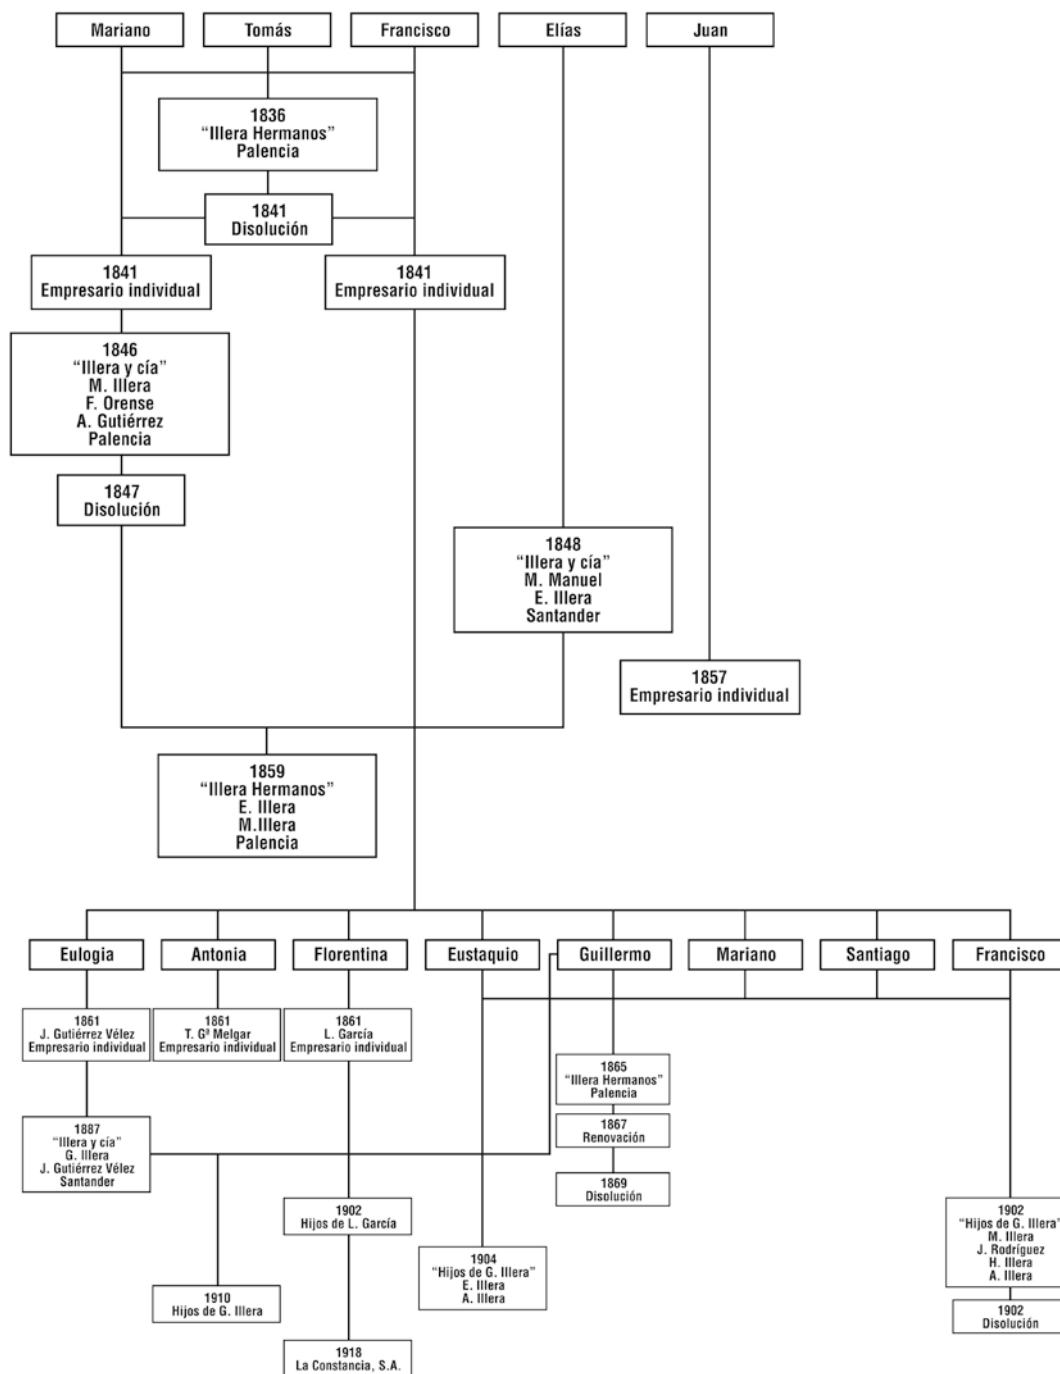 Mariano
Tomás
Francisco
Elías
Juan
1836
“Illera Hermanos”
Palencia
1841
Disolución
1841
Empresario individual
1841
Empresario individual
1846
“Illera y cía”
M. Illera
F. Orense
A. Gutiérrez
Palencia
1847
Disolución
1848
“Illera y cía”
M. Manuel
E. Illera
Santander
1857
Empresario individual
1859
“Illera Hermanos”
E. Illera
M.Illera
Palencia
Eulogia
Antonia
Florentina
Eustaquio
Guillermo
Mariano
Santiago
Francisco
1861
J. Gutiérrez Vélez
Empresario individual
1861
T. Gª Melgar
Empresario individual
1861
L. García
Empresario individual
1865
“Illera Hermanos”
Palencia
1867
Renovación
1869
Disolución
1887
“Illera y cía”
G. Illera
J. Gutiérrez Vélez
Santander
1902
Hijos de L. García
1902
“Hijos de G. Illera”
M. Illera
J. Rodríguez
H. Illera
A. Illera
1904
“Hijos de G. Illera”
E. Illera
A. Illera
1910
Hijos de G. Illera
1902
Disolución
1918
La Constancia, S.A.